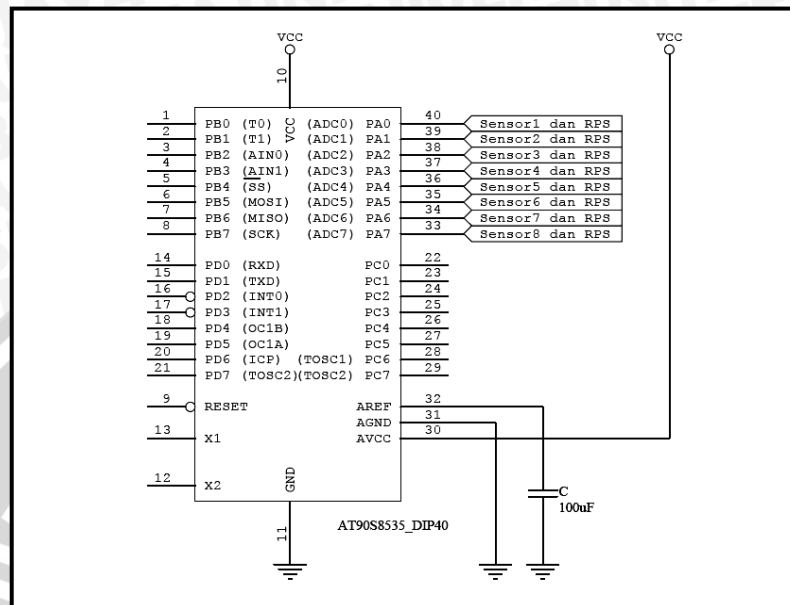 VCC VCC
10
VCC
1 PB0 (T0) (ADC0) PA0 40 Sensor1 dan RPS
2 PB1 (T1) (ADC1) PA1 39 Sensor2 dan RPS
3 PB2 (AIN0) (ADC2) PA2 38 Sensor3 dan RPS
4 PB3 (AIN1) (ADC3) PA3 37 Sensor4 dan RPS
5 PB4 (SS) (ADC4) PA4 36 Sensor5 dan RPS
6 PB5 (MOSI) (ADC5) PA5 35 Sensor6 dan RPS
7 PB6 (MISO) (ADC6) PA6 34 Sensor7 dan RPS
8 PB7 (SCK) (ADC7) PA7 33 Sensor8 dan RPS
14 PD0 (RXD) PC0 22
15 PD1 (TXD) PC1 23
16 PD2 (INT0) PC2 24
17 PD3 (INT1) PC3 25
18 PD4 (OC1B) PC4 26
19 PD5 (OC1A) PC5 27
20 PD6 (ICP) (TOSC1) PC6 28
21 PD7 (TOSC2)(TOSC2) PC7 29
9 RESET AREF 32
AGND 31
13 X1 AVCC 30
12 X2
GND
11
C
100uF
AT90S8535_DIP40